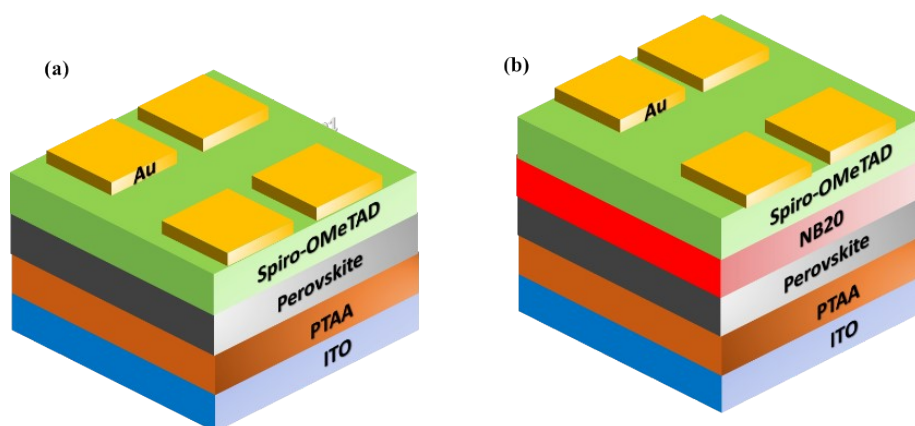 (a)
Au
Spiro-OMeTAD
Perovskite
PTAA
ITO
(b)
Au
Spiro-OMeTAD
NB20
Perovskite
PTAA
ITO